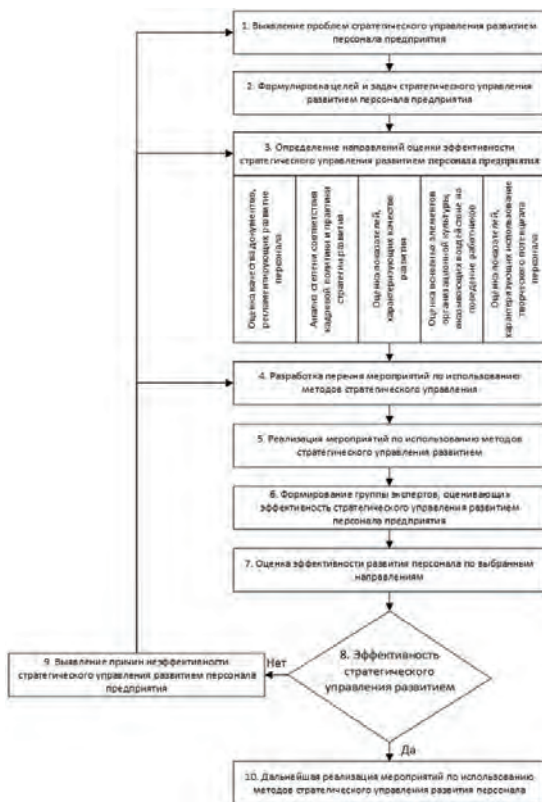 1. Выявление проблем стратегического управления развитием
персонала предприятия
2. Формулировка целей и задач стратегического управления
развитием персонала предприятия
3. Определение направлений оценки эффективности
стратегического управления развитием персонала предприятия
Оценка качества документов,
регламентирующих развитие
персонала
Анализ степени соответствия
кадровой политики и практики
стратегии развития
Оценка показателей,
характеризующих качество
развития
Оценка влияния элементов
организационной культуры,
оказывающих воздействие на
поведение работников
Оценка показателей,
характеризующих использование
творческого потенциала
персонала
4. Разработка перечня мероприятий по использованию
методов стратегического управления
5. Реализация мероприятий по использованию методов
стратегического управления развитием
6. Формирование группы экспертов, оценивающих
эффективность стратегического управления развитием
персонала предприятия
7. Оценка эффективности развития персонала по выбранным
направлениям
8. Эффективность
стратегического
управления развитием
Нет
9. Выявление причин неэффективности
стратегического управления развитием персонала
предприятия
Да
10. Дальнейшая реализация мероприятий по использованию
методов стратегического управления развития персонала